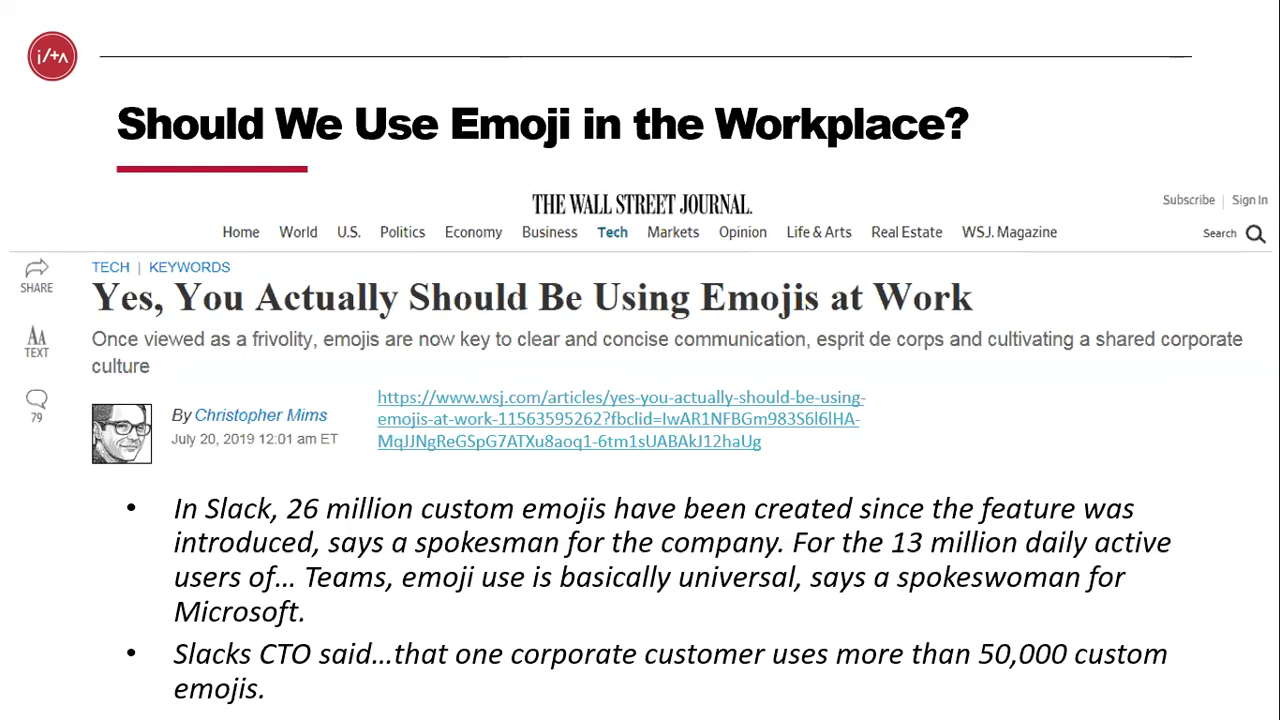 i/+ʌ
Should We Use Emoji in the Workplace?
THE WALL STREET JOURNAL.
Subscribe | Sign In
Home World U.S. Politics Economy Business Tech Markets Opinion Life & Arts Real Estate WSJ. Magazine
Search
TECH | KEYWORDS
SHARE
Yes, You Actually Should Be Using Emojis at Work
AA
TEXT
Once viewed as a frivolity, emojis are now key to clear and concise communication, esprit de corps and cultivating a shared corporate
culture
79
By Christopher Mims
July 20, 2019 12:01 am ET
https://www.wsj.com/articles/yes-you-actually-should-be-using-
emojis-at-work-11563595262?fbclid=IwAR1NFBGm983S6l6lHA-
MqJJNgReGSpG7ATXu8aoq1-6tm1sUABAkJ12haUg
• In Slack, 26 million custom emojis have been created since the feature was
introduced, says a spokesman for the company. For the 13 million daily active
users of... Teams, emoji use is basically universal, says a spokeswoman for
Microsoft.
• Slacks CTO said...that one corporate customer uses more than 50,000 custom
emojis.